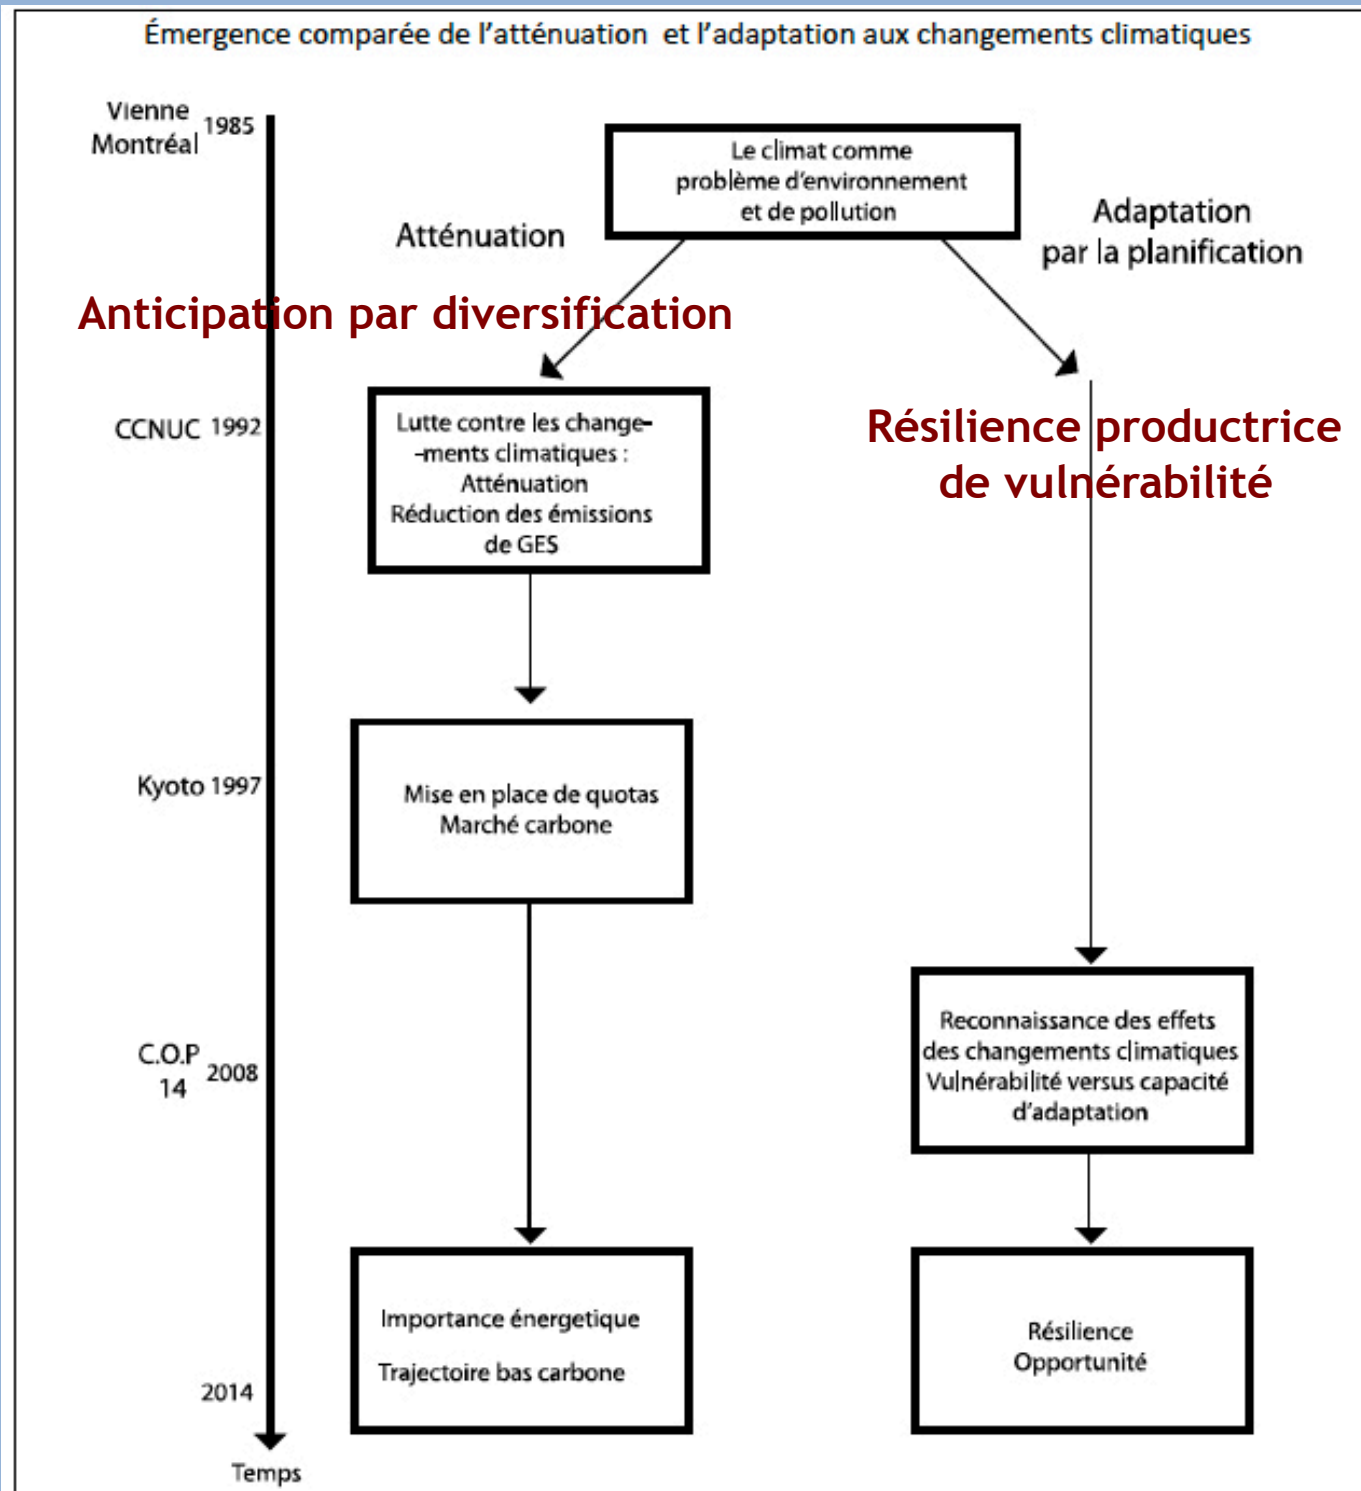 Émergence comparée de l'atténuation et l'adaptation aux changements climatiques
Vienne
Montréal
1985
Le climat comme
problème d'environnement
et de pollution
Atténuation
Adaptation
par la planification
Anticipation par diversification
CCNUC 1992
Lutte contre les change-
-ments climatiques :
Atténuation
Réduction des émissions
de GES
Résilience productrice
de vulnérabilité
Kyoto 1997
Mise en place de quotas
Marché carbone
C.O.P
14
2008
Reconnaissance des effets
des changements climatiques
Vulnérabilité versus capacité
d'adaptation
Importance énergetique
Trajectoire bas carbone
Résilience
Opportunité
2014
Temps